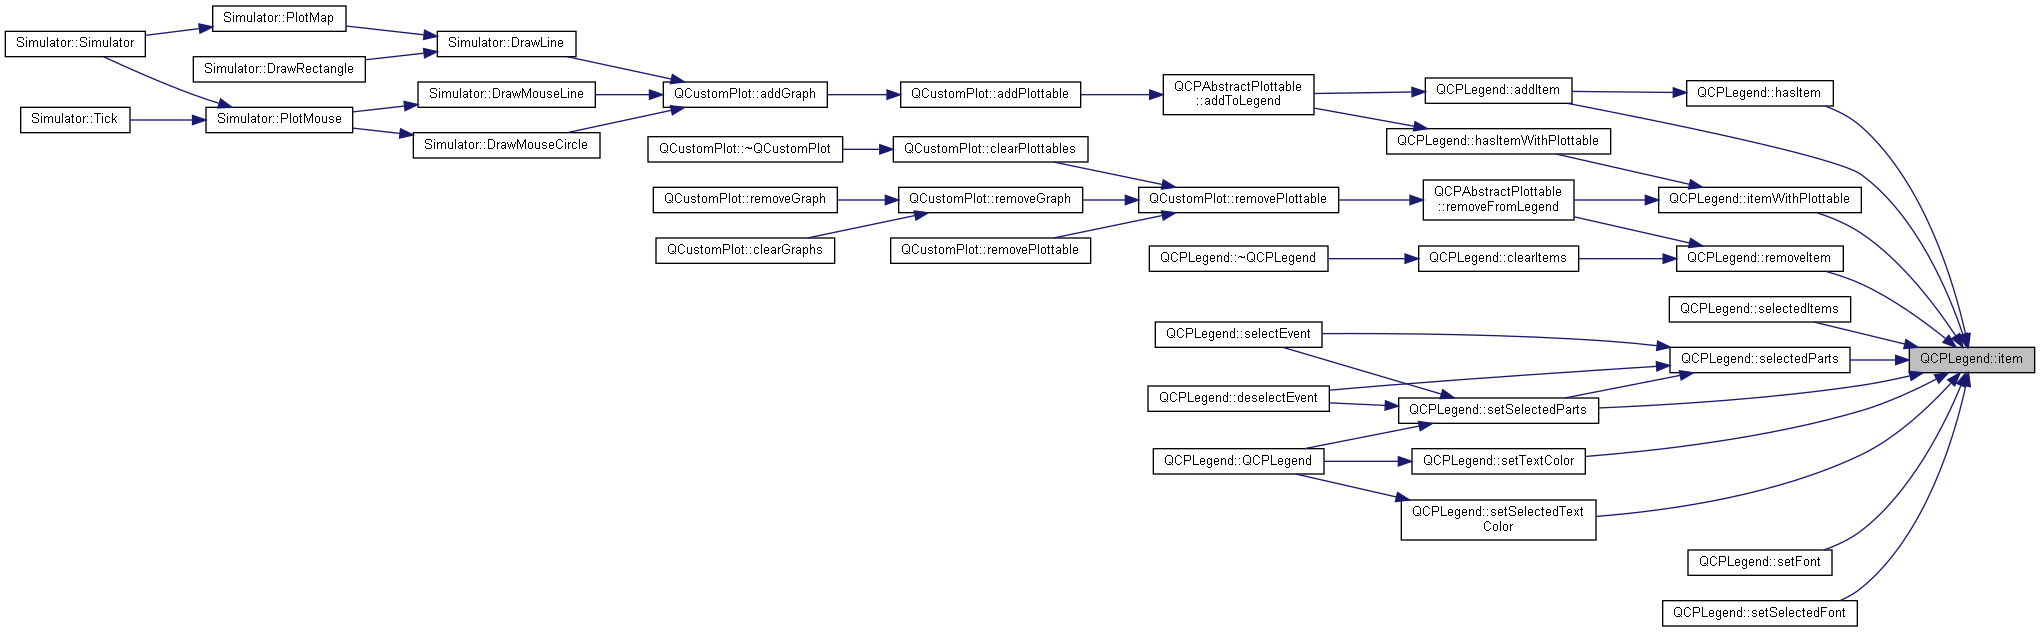 Simulator::PlotMap
Simulator::Simulator
Simulator::DrawLine
Simulator::DrawRectangle
Simulator::DrawMouseLine
QCustomPlot::addGraph
QCustomPlot::addPlottable
QCPAbstractPlottable
::addToLegend
QCPLegend::addItem
QCPLegend::hasItem
Simulator::Tick
Simulator::PlotMouse
Simulator::DrawMouseCircle
QCPLegend::hasItemWithPlottable
QCustomPlot::~QCustomPlot
QCustomPlot::clearPlottables
QCustomPlot::removeGraph
QCustomPlot::removeGraph
QCustomPlot::removePlottable
QCPAbstractPlottable
::removeFromLegend
QCPLegend::itemWithPlottable
QCustomPlot::clearGraphs
QCustomPlot::removePlottable
QCPLegend::~QCPLegend
QCPLegend::clearItems
QCPLegend::removeItem
QCPLegend::selectedItems
QCPLegend::selectEvent
QCPLegend::selectedParts
QCPLegend::item
QCPLegend::deselectEvent
QCPLegend::setSelectedParts
QCPLegend::QCPLegend
QCPLegend::setTextColor
QCPLegend::setSelectedText
Color
QCPLegend::setFont
QCPLegend::setSelectedFont